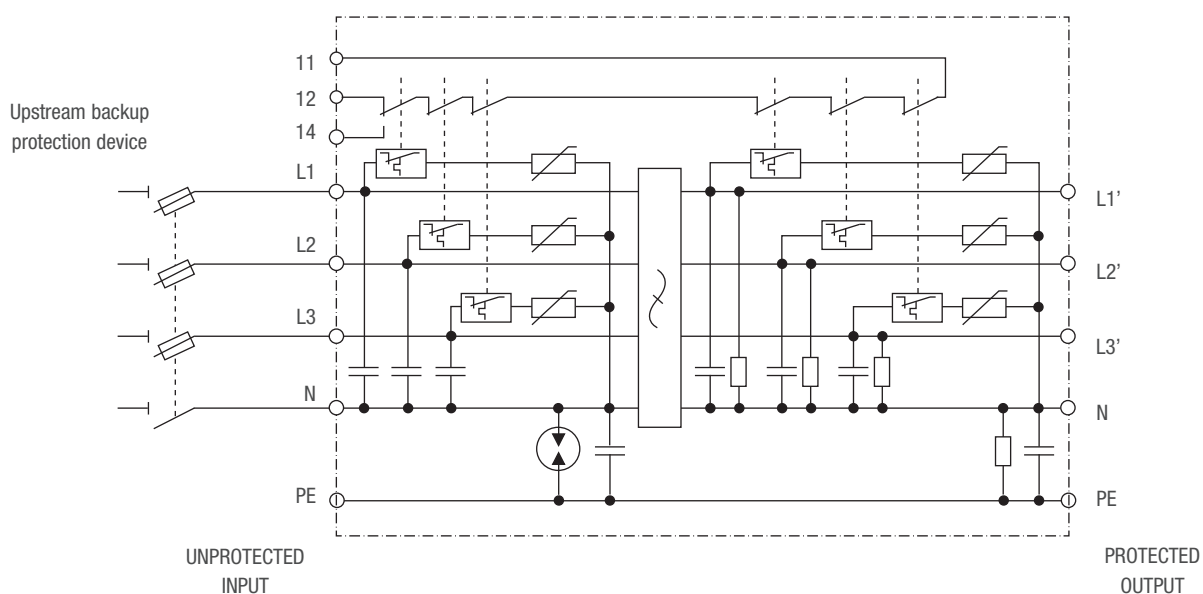 11
12
14
Upstream backup
protection device
L1
L1’
L2
L2’
L3
L3’
N
N
PE
PE
UNPROTECTED
INPUT
PROTECTED
OUTPUT